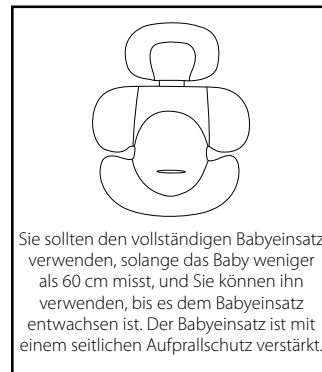 Sie sollten den vollständigen Babyeinsatz
verwenden, solange das Baby weniger
als 60 cm misst, und Sie können ihn
verwenden, bis es dem Babyeinsatz
entwachsen ist. Der Babyeinsatz ist mit
einem seitlichen Aufprallschutz verstärkt.